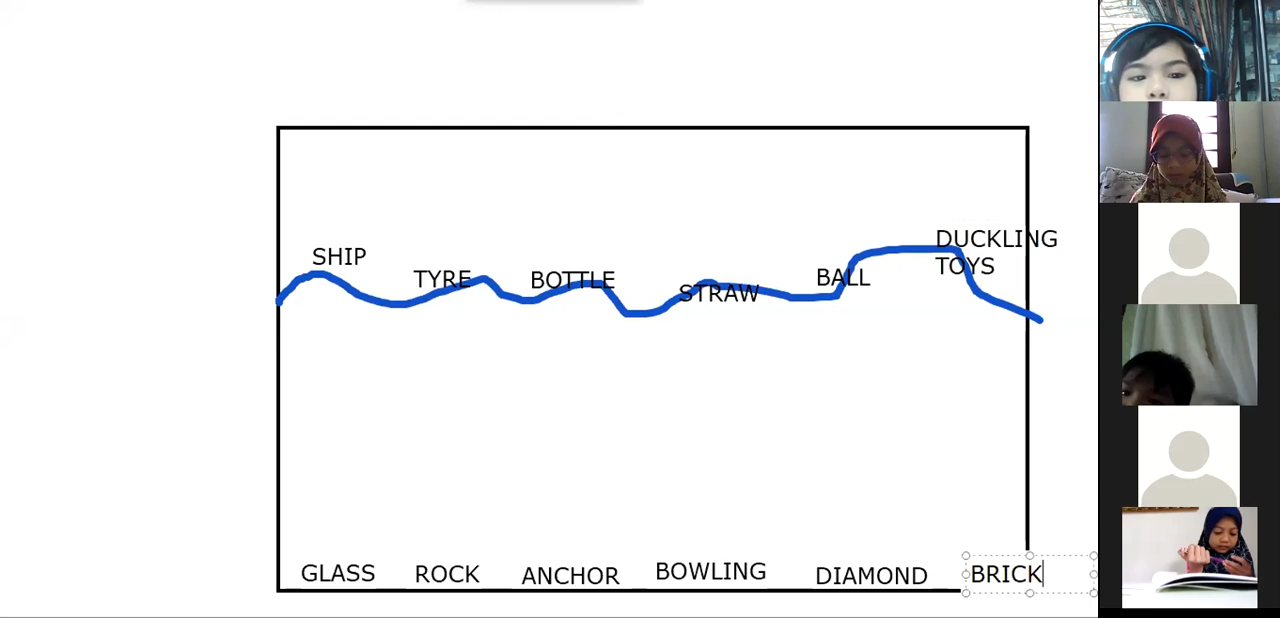 SHIP
TYRE
BOTTLE
STRAW
BALL
DUCKLING
TOYS
GLASS
ROCK
ANCHOR
BOWLING
DIAMOND
BRICK